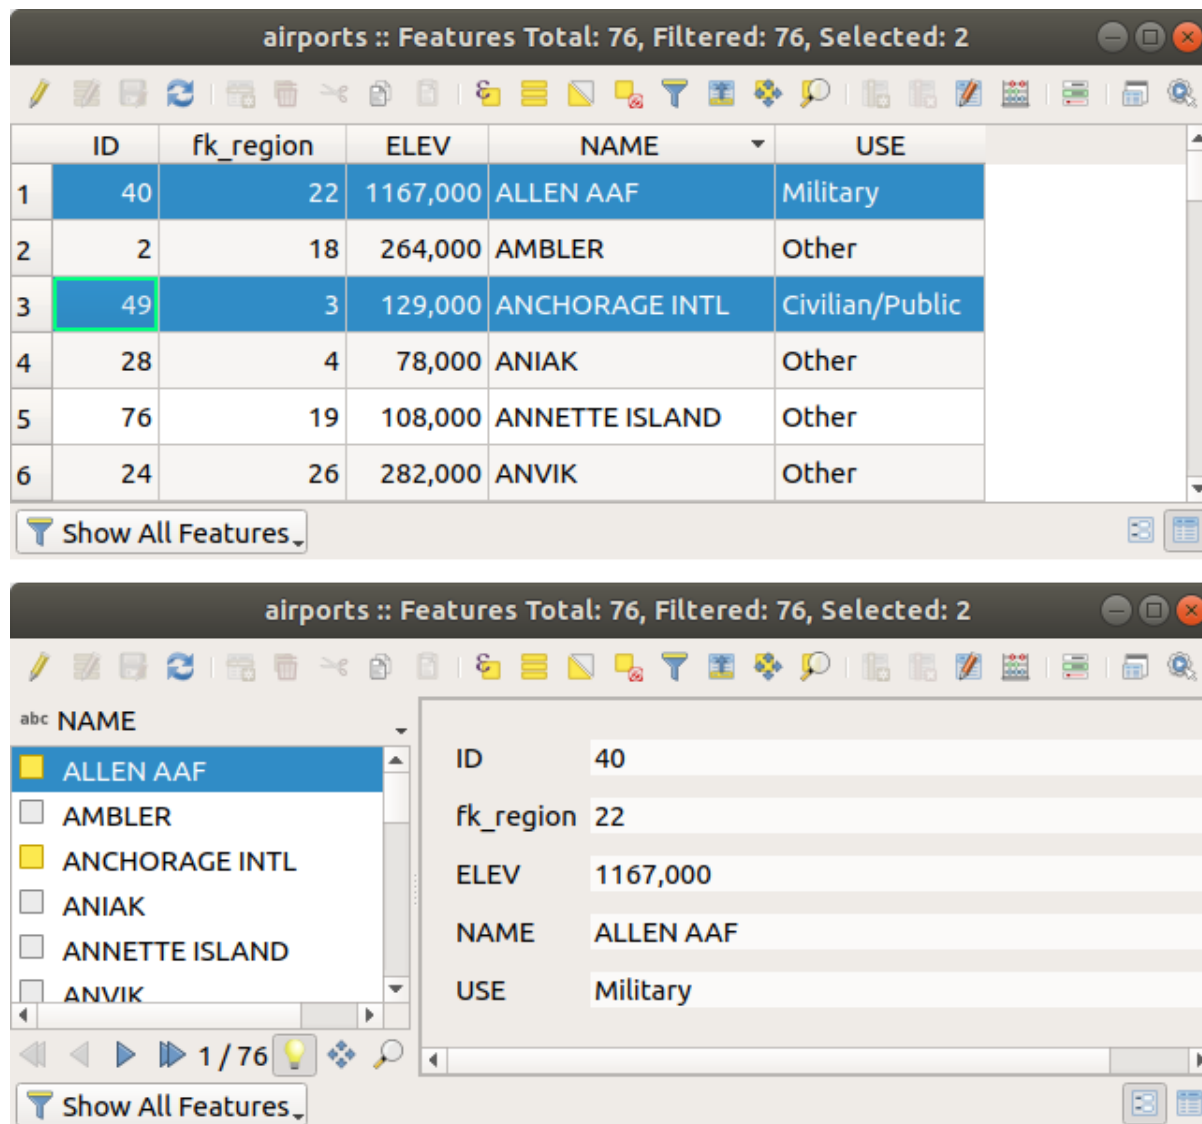 airports :: Features Total: 76, Filtered: 76, Selected: 2
ID fk_region ELEV NAME USE
1 40 22 1167,000 ALLEN AAF Military
2 2 18 264,000 AMBLER Other
3 49 3 129,000 ANCHORAGE INTL Civilian/Public
4 28 4 78,000 ANIAK Other
5 76 19 108,000 ANNETTE ISLAND Other
6 24 26 282,000 ANVIK Other
Show All Features
airports :: Features Total: 76, Filtered: 76, Selected: 2
abc NAME
ALLEN AAF
AMBLER
ANCHORAGE INTL
ANIAK
ANNETTE ISLAND
ANVIK
1 / 76
ID 40
fk_region 22
ELEV 1167,000
NAME ALLEN AAF
USE Military
Show All Features